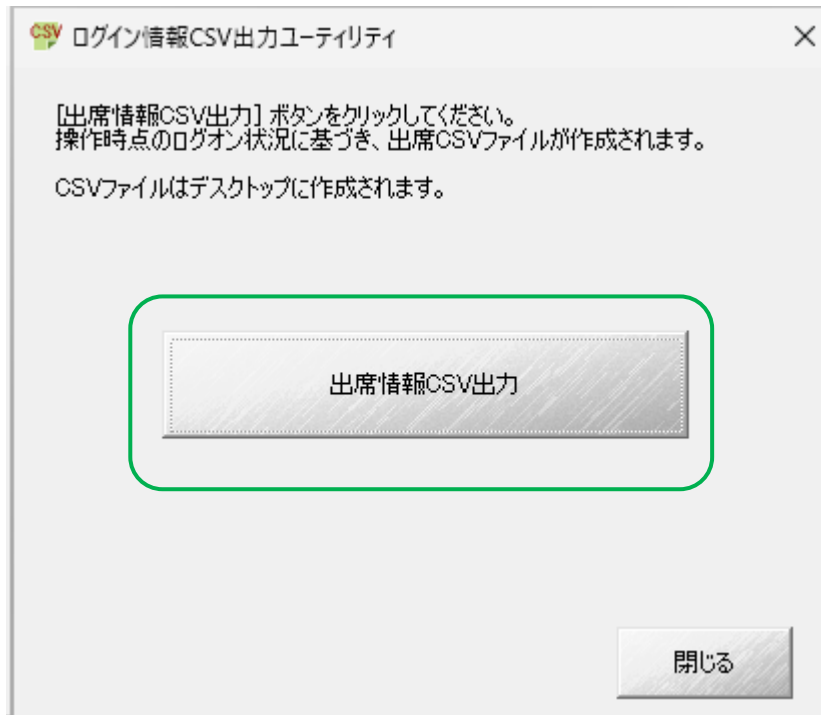 CSV ログイン情報CSV出力ユーティリティ
[出席情報CSV出力] ボタンをクリックしてください。
操作時点のログオン状況に基づき、出席CSVファイルが作成されます。
CSVファイルはデスクトップに作成されます。
出席情報CSV出力
閉じる